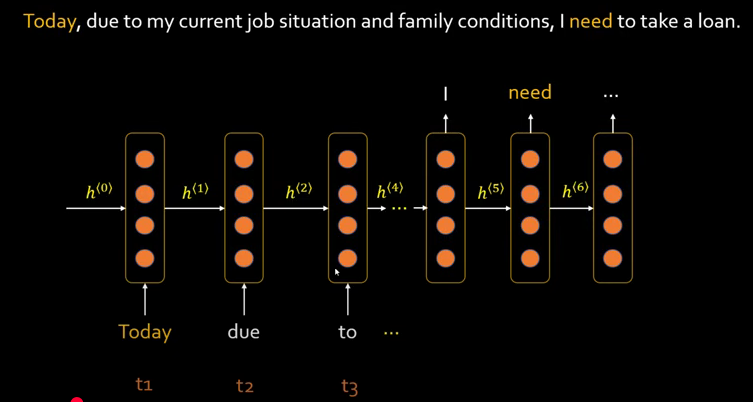 Today, due to my current job situation and family conditions, I need to take a loan.
I need ...
h⟨0⟩ h⟨1⟩ h⟨2⟩ h⟨4⟩ ... h⟨5⟩ h⟨6⟩
Today due to ...
t1 t2 t3